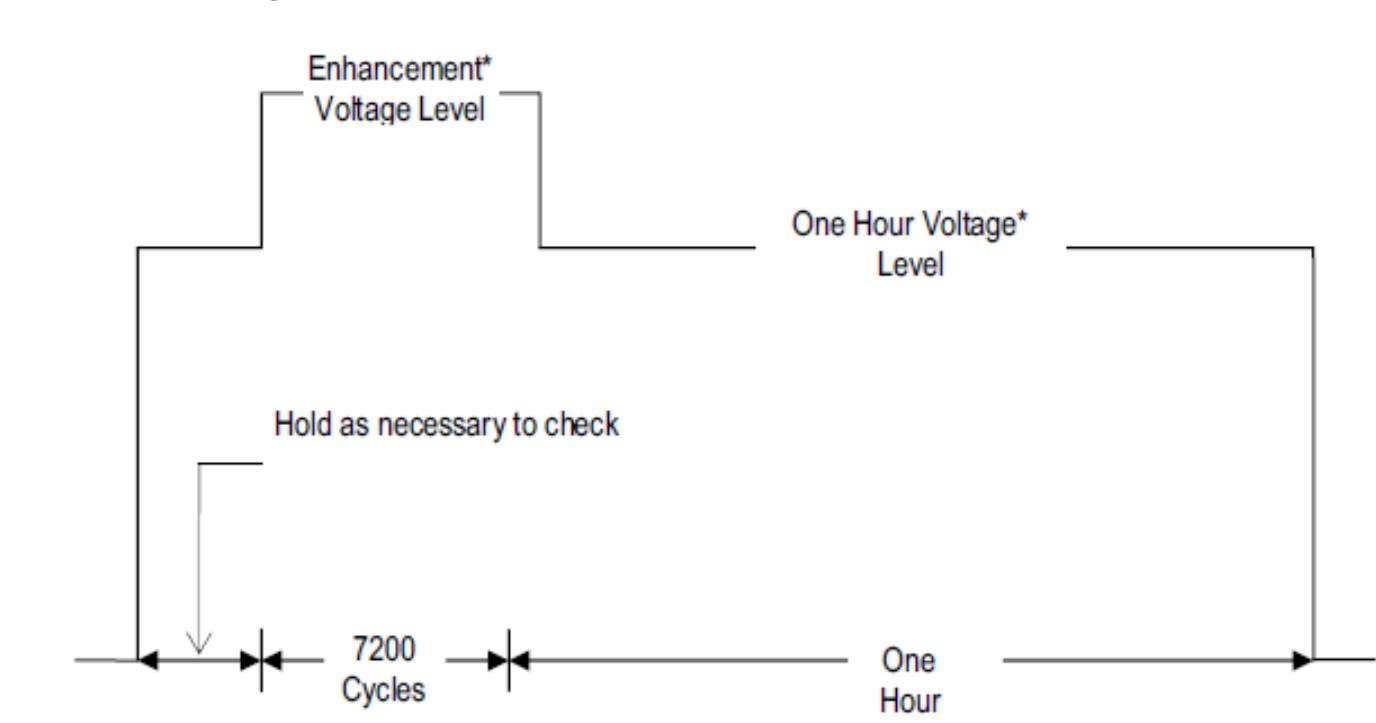 Enhancement*
Voltage Level
One Hour Voltage*
Level
Hold as necessary to check
7200
Cycles
One
Hour